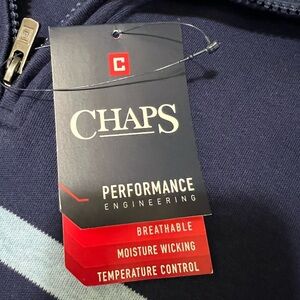 C
CHAPS
PERFORMANCE
ENGINEERING
BREATHABLE
MOISTURE WICKING
TEMPERATURE CONTROL